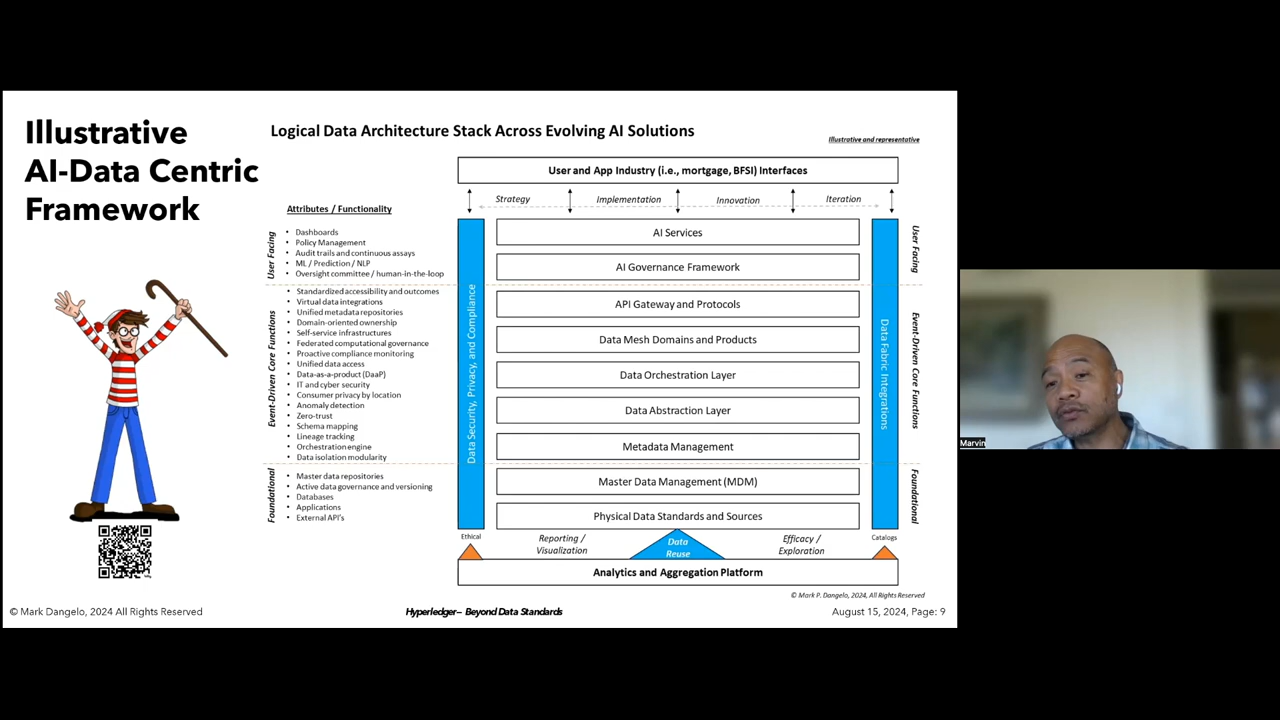 Illustrative
AI-Data Centric
Framework
Logical Data Architecture Stack Across Evolving AI Solutions
Illustrative and representative
User and App Industry (i.e., mortgage, BFSI) Interfaces
Strategy
Implementation
Innovation
Iteration
Attributes / Functionality
User Facing
• Dashboards
• Policy Management
• Audit trails and continuous assays
• ML / Prediction / NLP
• Oversight committee / human-in-the-loop
Event-Driven Core Functions
• Standardized accessibility and outcomes
• Virtual data integrations
• Unified metadata repositories
• Domain-oriented ownership
• Self-service infrastructures
• Federated computational governance
• Proactive compliance monitoring
• Unified data access
• Data-as-a-product (DaaP)
• IT and cyber security
• Consumer privacy by location
• Anomaly detection
• Zero-trust
• Schema mapping
• Lineage tracking
• Orchestration engine
• Data isolation modularity
Foundational
• Master data repositories
• Active data governance and versioning
• Databases
• Applications
• External API's
Data Security, Privacy, and Compliance
AI Services
AI Governance Framework
API Gateway and Protocols
Data Mesh Domains and Products
Data Orchestration Layer
Data Abstraction Layer
Metadata Management
Master Data Management (MDM)
Physical Data Standards and Sources
Data Fabric Integrations
User Facing
Event-Driven Core Functions
Foundational
Ethical
Reporting /
Visualization
Data
Reuse
Efficacy /
Exploration
Catalogs
Analytics and Aggregation Platform
© Mark P. Dangelo, 2024, All Rights Reserved
© Mark Dangelo, 2024 All Rights Reserved
Hyperledger – Beyond Data Standards
August 15, 2024, Page: 9
Marvin